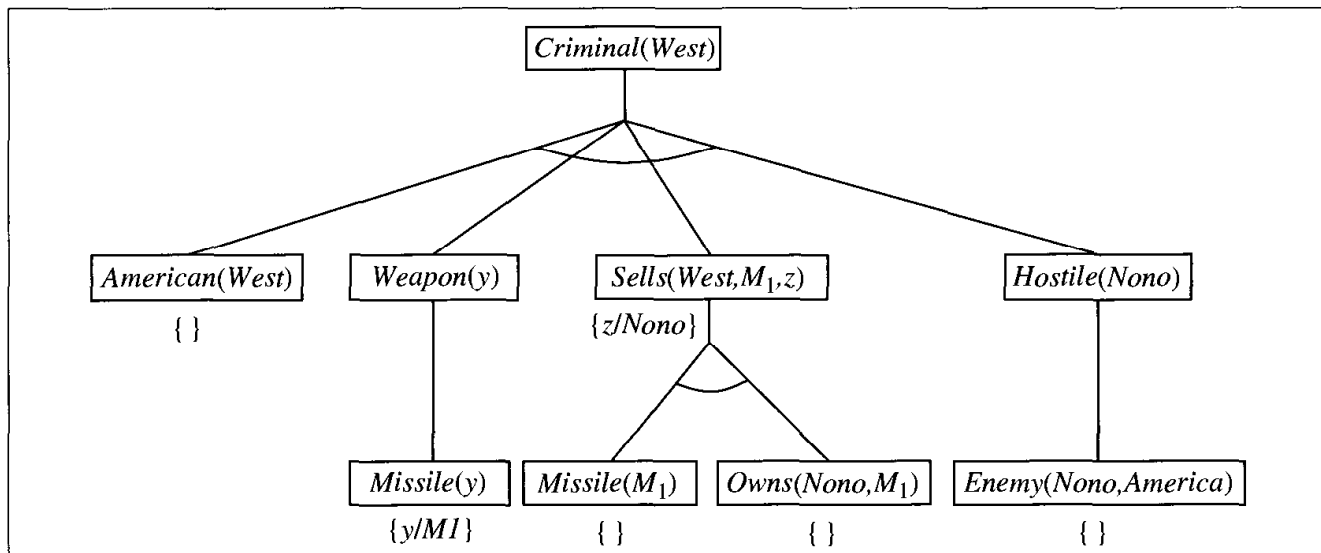 Criminal(West)
American(West) Weapon(y) Sells(West,M₁,z) Hostile(Nono)
{ } {z/Nono}
Missile(y) Missile(M₁) Owns(Nono,M₁) Enemy(Nono,America)
{y/M1} { } { } { }